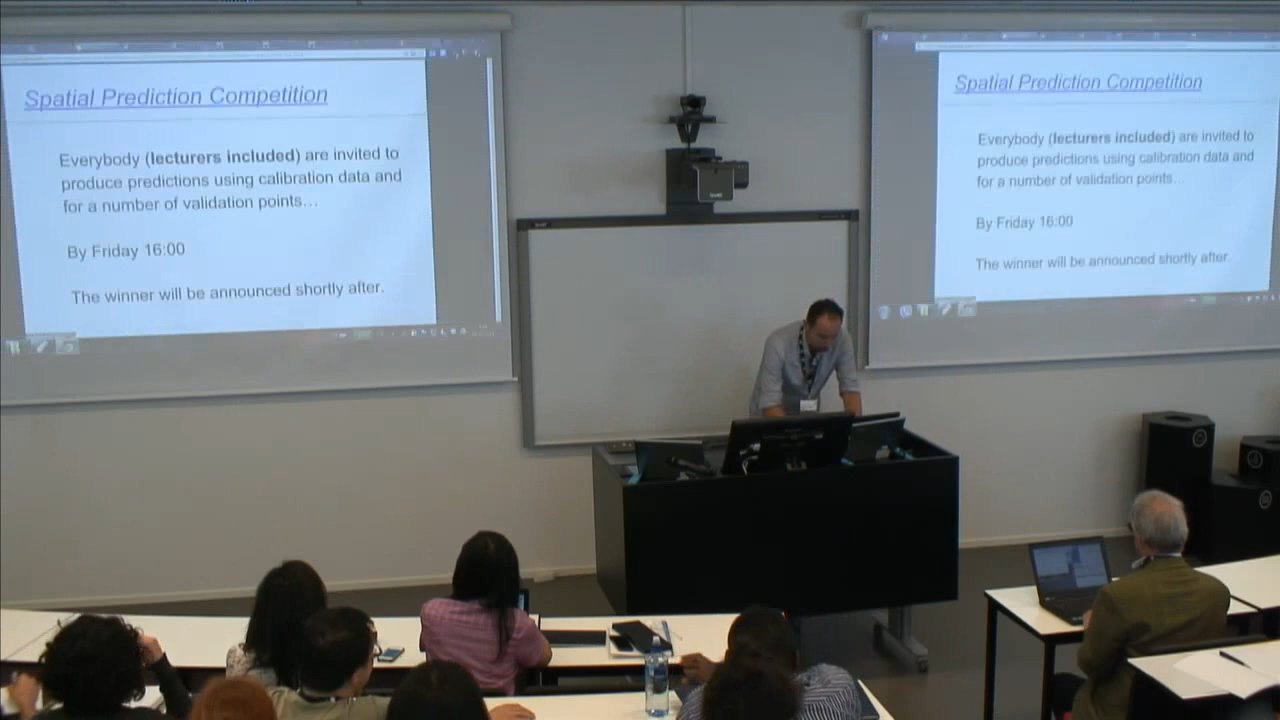 Spatial Prediction Competition
Everybody (lecturers included) are invited to
produce predictions using calibration data and
for a number of validation points…
By Friday 16:00
The winner will be announced shortly after.
Spatial Prediction Competition
Everybody (lecturers included) are invited to
produce predictions using calibration data and
for a number of validation points…
By Friday 16:00
The winner will be announced shortly after.